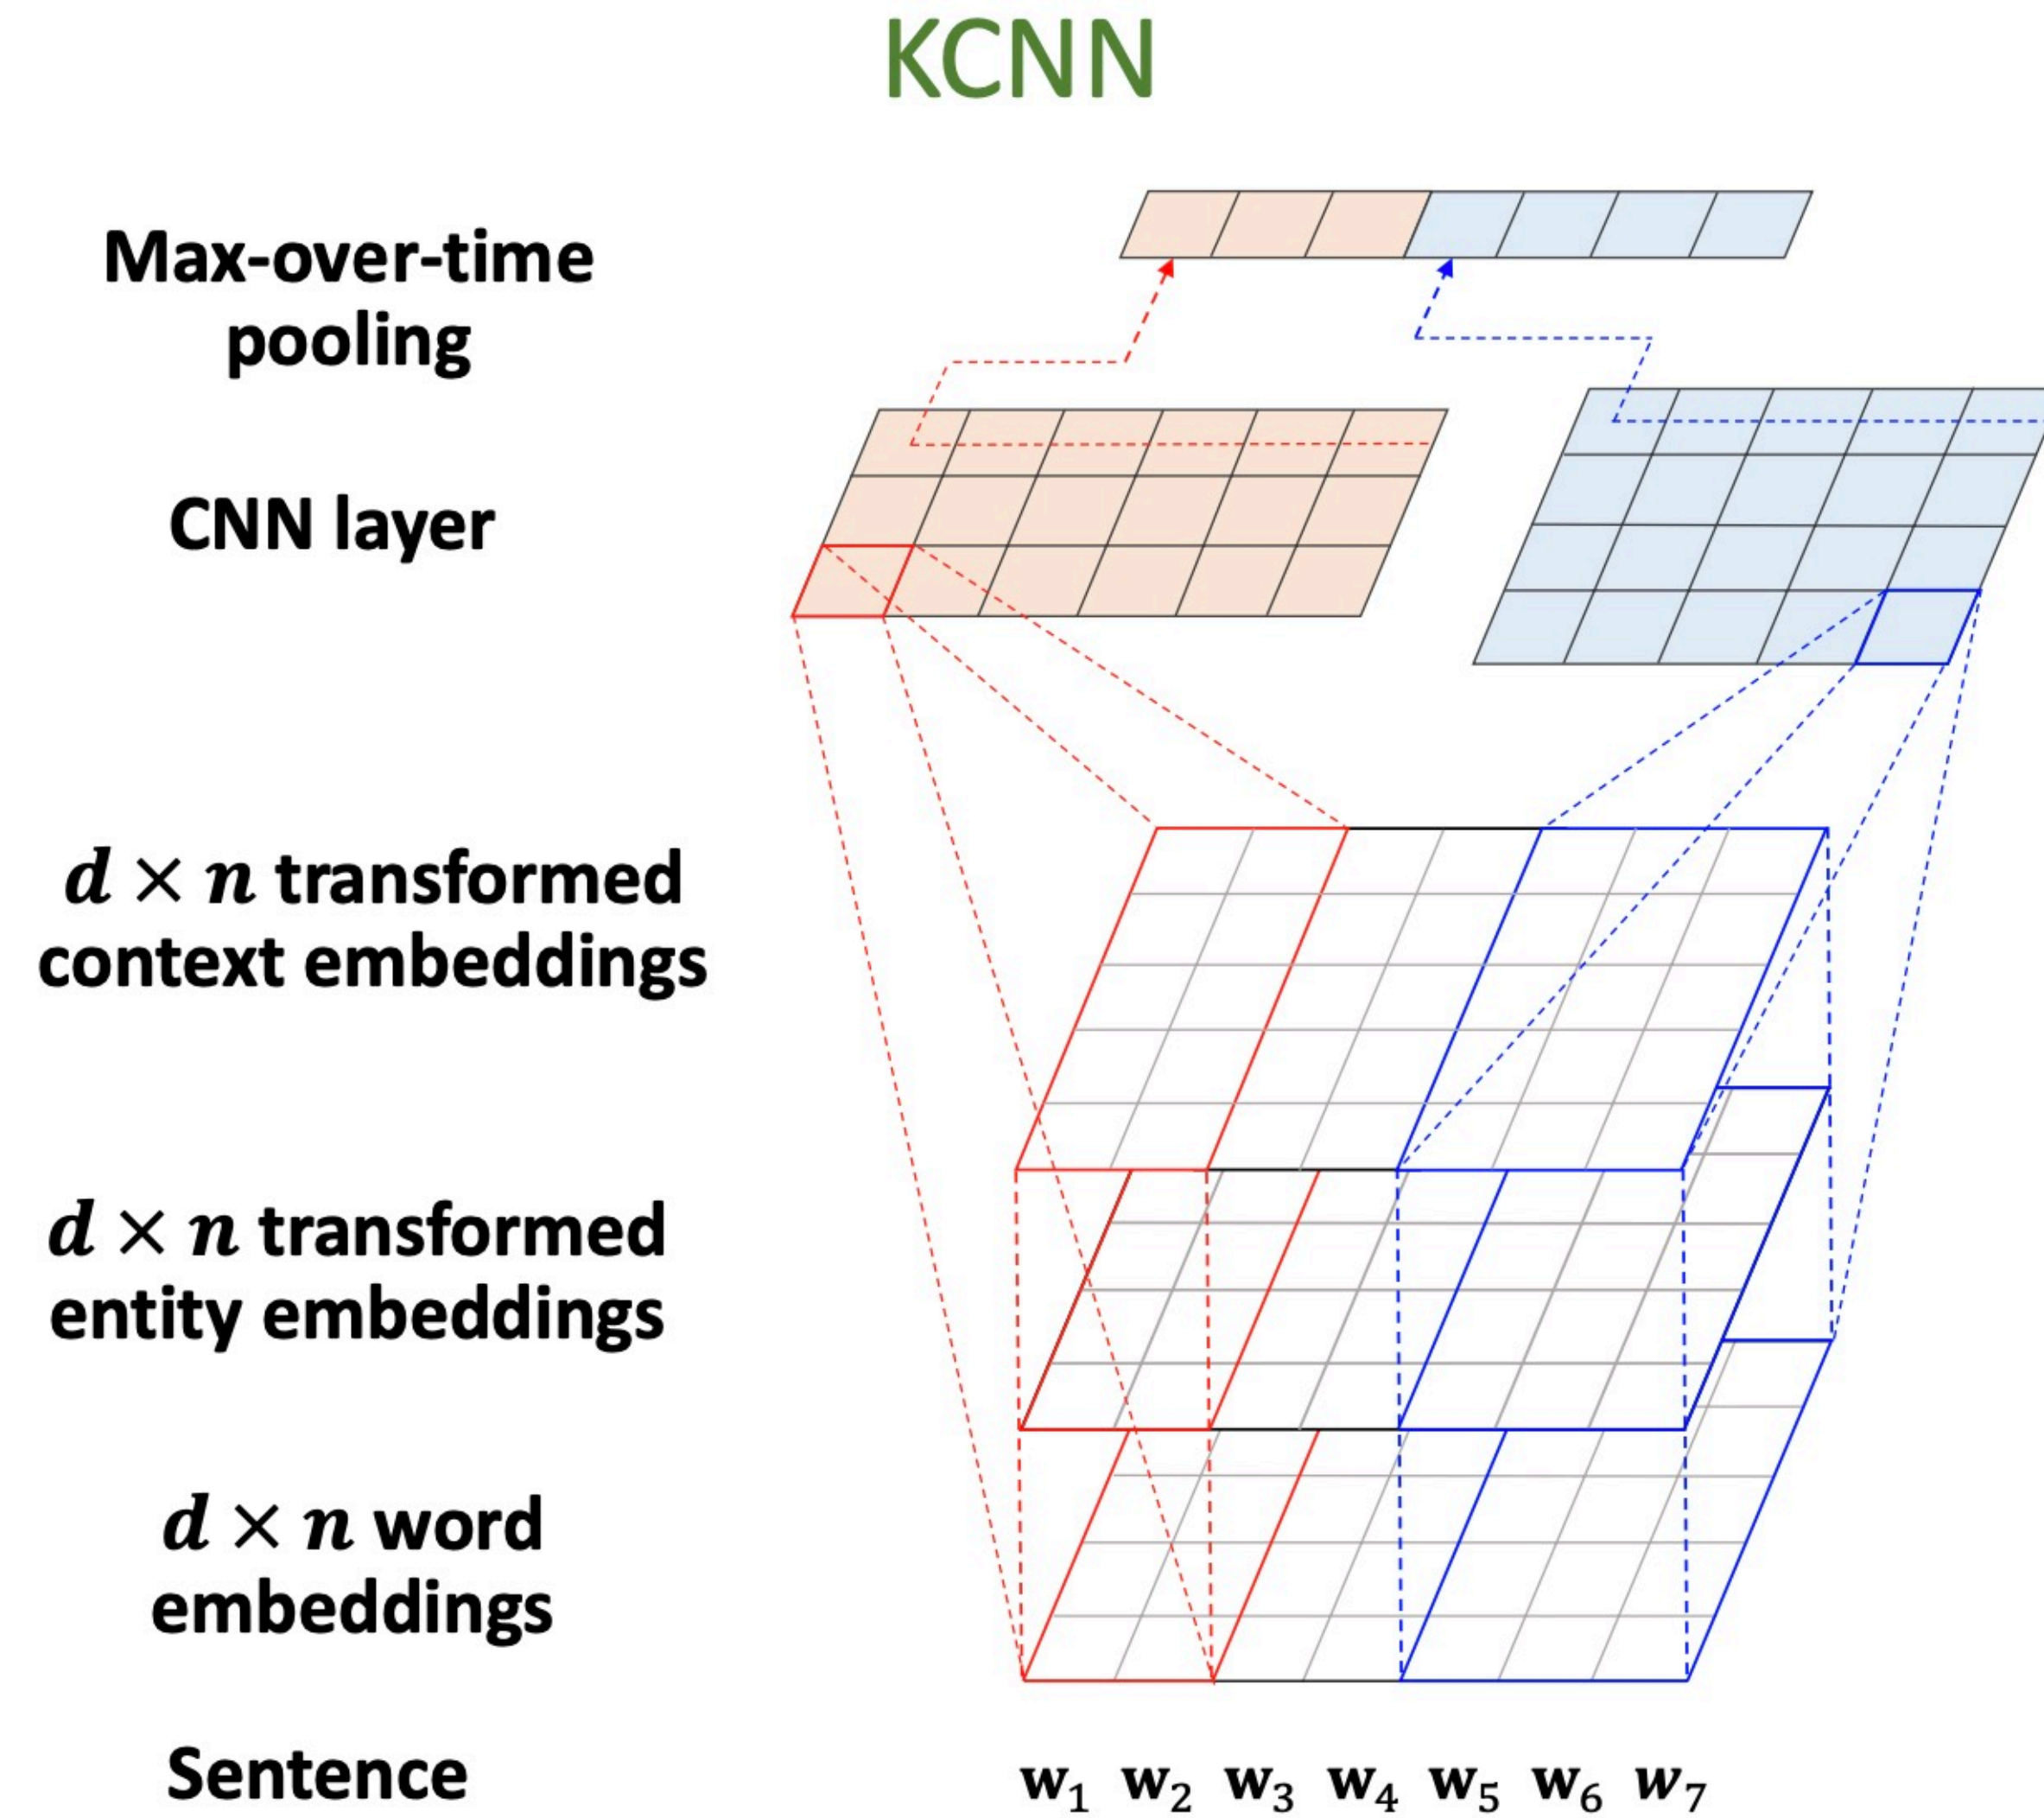 KCNN
Max-over-time
pooling
CNN layer
d × n transformed
context embeddings
d × n transformed
entity embeddings
d × n word
embeddings
Sentence
w₁ w₂ w₃ w₄ w₅ w₆ w₇